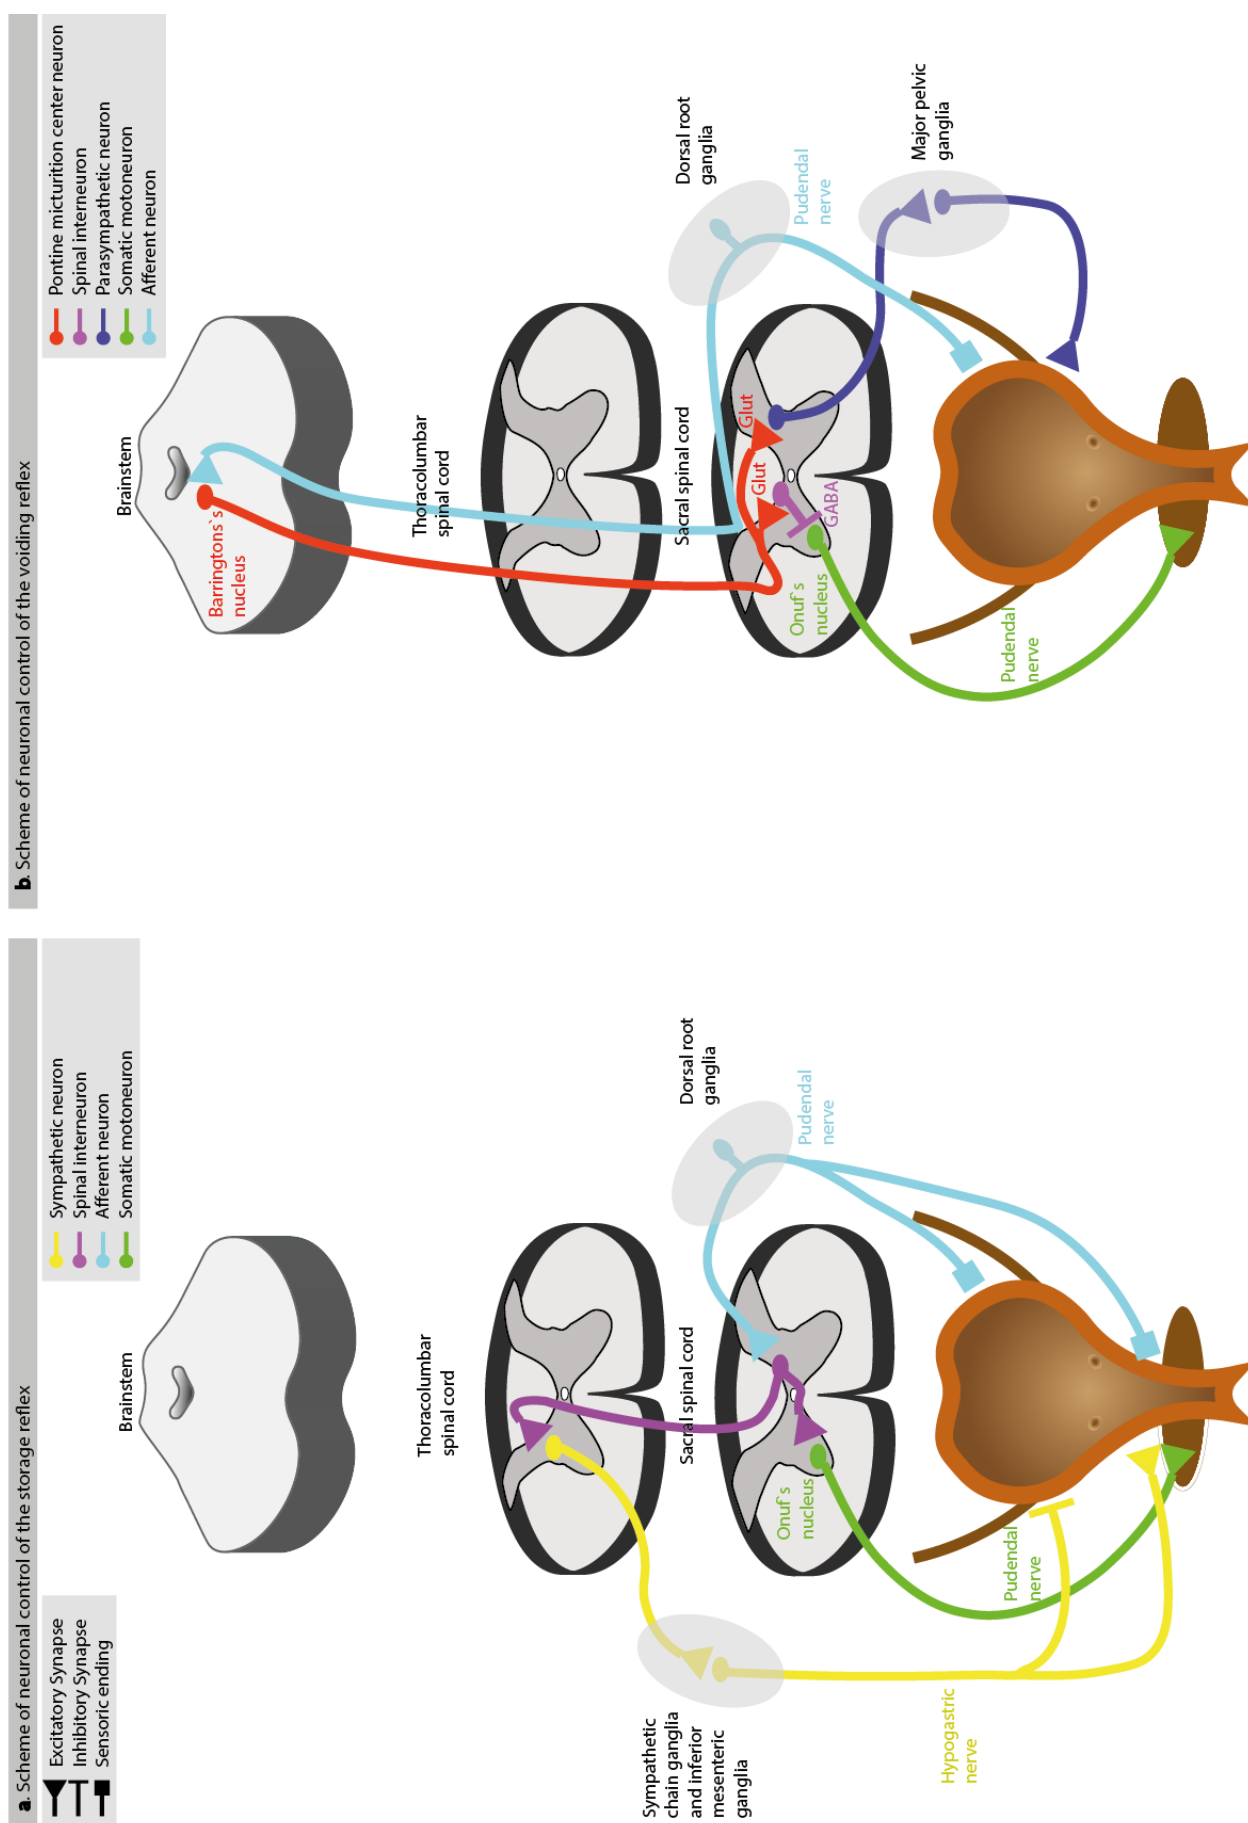 a. Scheme of neuronal control of the storage reflex
Excitatory Synapse
Inhibitory Synapse
Sensoric ending
Sympathetic neuron
Spinal interneuron
Afferent neuron
Somatic motoneuron
Brainstem
Thoracolumbar
spinal cord
Sacral spinal cord
Dorsal root
ganglia
Pudendal
nerve
Onuf`s
nucleus
Sympathetic
chain ganglia
and inferior
mesenteric
ganglia
Pudendal
nerve
Hypogastric
nerve
b. Scheme of neuronal control of the voiding reflex
Pontine micturition center neuron
Spinal interneuron
Parasympathetic neuron
Somatic motoneuron
Afferent neuron
Brainstem
Barringtons`s
nucleus
Thoracolumbar
spinal cord
Sacral spinal cord
Dorsal root
ganglia
Pudendal
nerve
Glut
Glut
GABA
Onuf`s
nucleus
Major pelvic
ganglia
Pudendal
nerve